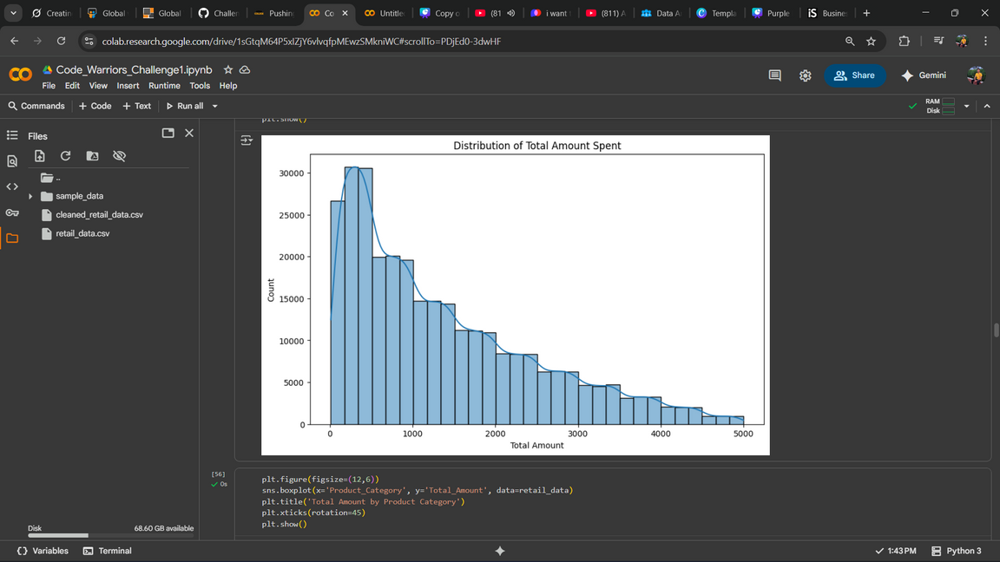 Creatin
Global
Global
Challer
Pushin
Co
Untitle
Copy o
(81
i want
(811) A
Data A
Templa
Purple
iS Busine
colab.research.google.com/drive/1sGtqM64P5xIZjY6vlvqfpMEwzSMkniWC#scrollTo=PDjEd0-3dwHF
Code_Warriors_Challenge1.ipynb
File Edit View Insert Runtime Tools Help
Share
Gemini
Commands + Code + Text Run all
RAM
Disk
Files
..
sample_data
cleaned_retail_data.csv
retail_data.csv
Disk 68.60 GB available
plt.show()
Distribution of Total Amount Spent
30000
25000
20000
15000
10000
5000
0
Count
0 1000 2000 3000 4000 5000
Total Amount
[56]
0s
plt.figure(figsize=(12,6))
sns.boxplot(x='Product_Category', y='Total_Amount', data=retail_data)
plt.title('Total Amount by Product Category')
plt.xticks(rotation=45)
plt.show()
Variables Terminal
1:43 PM Python 3